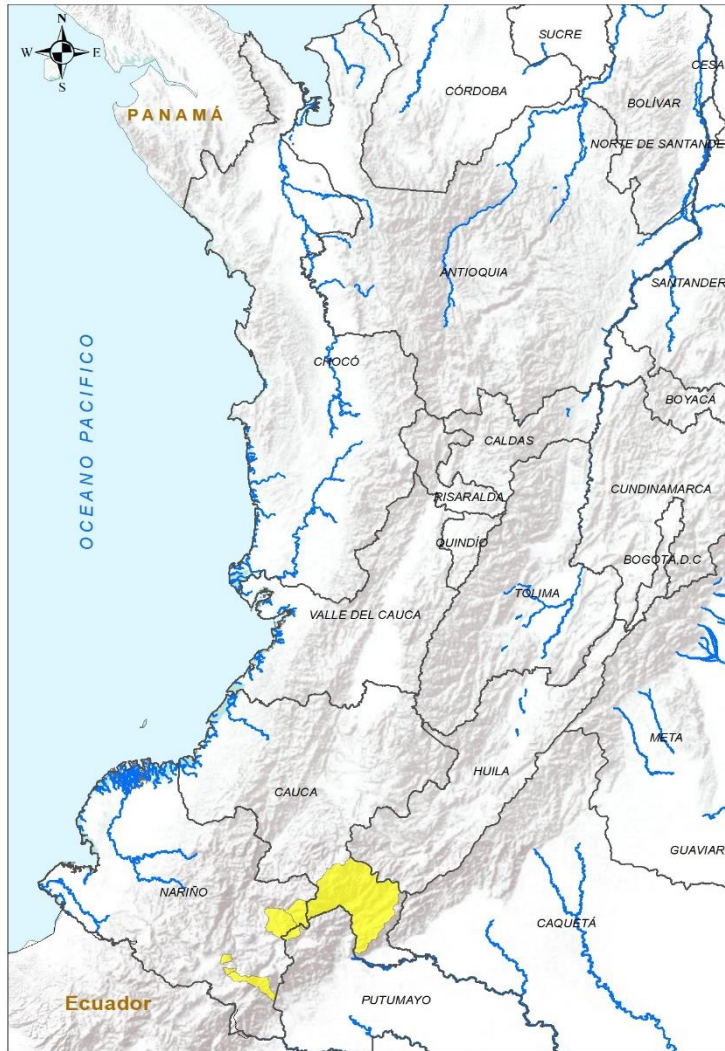 N
W
E
S
SUCRE
CESA
CÓRDOBA
BOLÍVAR
PANAMÁ
NORTE DE SANTANDE
ANTIOQUIA
SANTANDER
OCEANO PACIFICO
CHOCÓ
BOYACÁ
CALDAS
CUNDINAMARCA
RISARALDA
QUINDÍO
BOGOTÁ,D.C
TOLIMA
VALLE DEL CAUCA
META
HUILA
CAUCA
GUAVIAR
NARIÑO
CAQUETÁ
PUTUMAYO
Ecuador